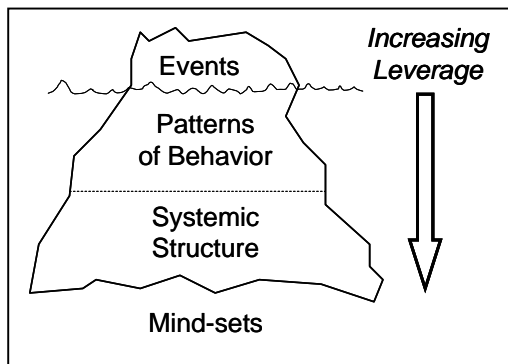 Events
Increasing
Leverage
Patterns
of Behavior
Systemic
Structure
Mind-sets